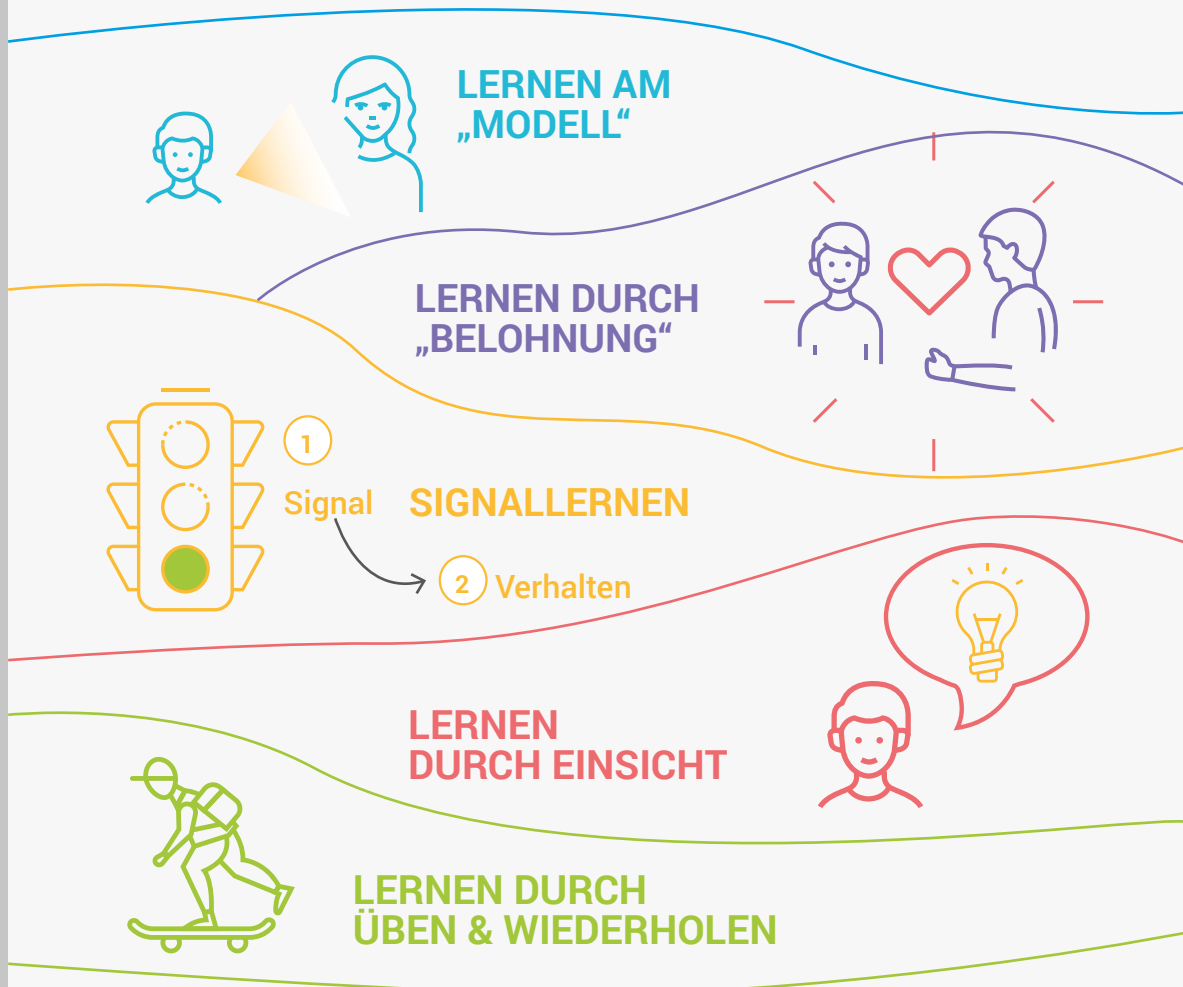 LERNEN AM
„MODELL“
LERNEN DURCH
„BELOHNUNG“
1
Signal
SIGNALLERNEN
2 Verhalten
LERNEN
DURCH EINSICHT
LERNEN DURCH
ÜBEN & WIEDERHOLEN